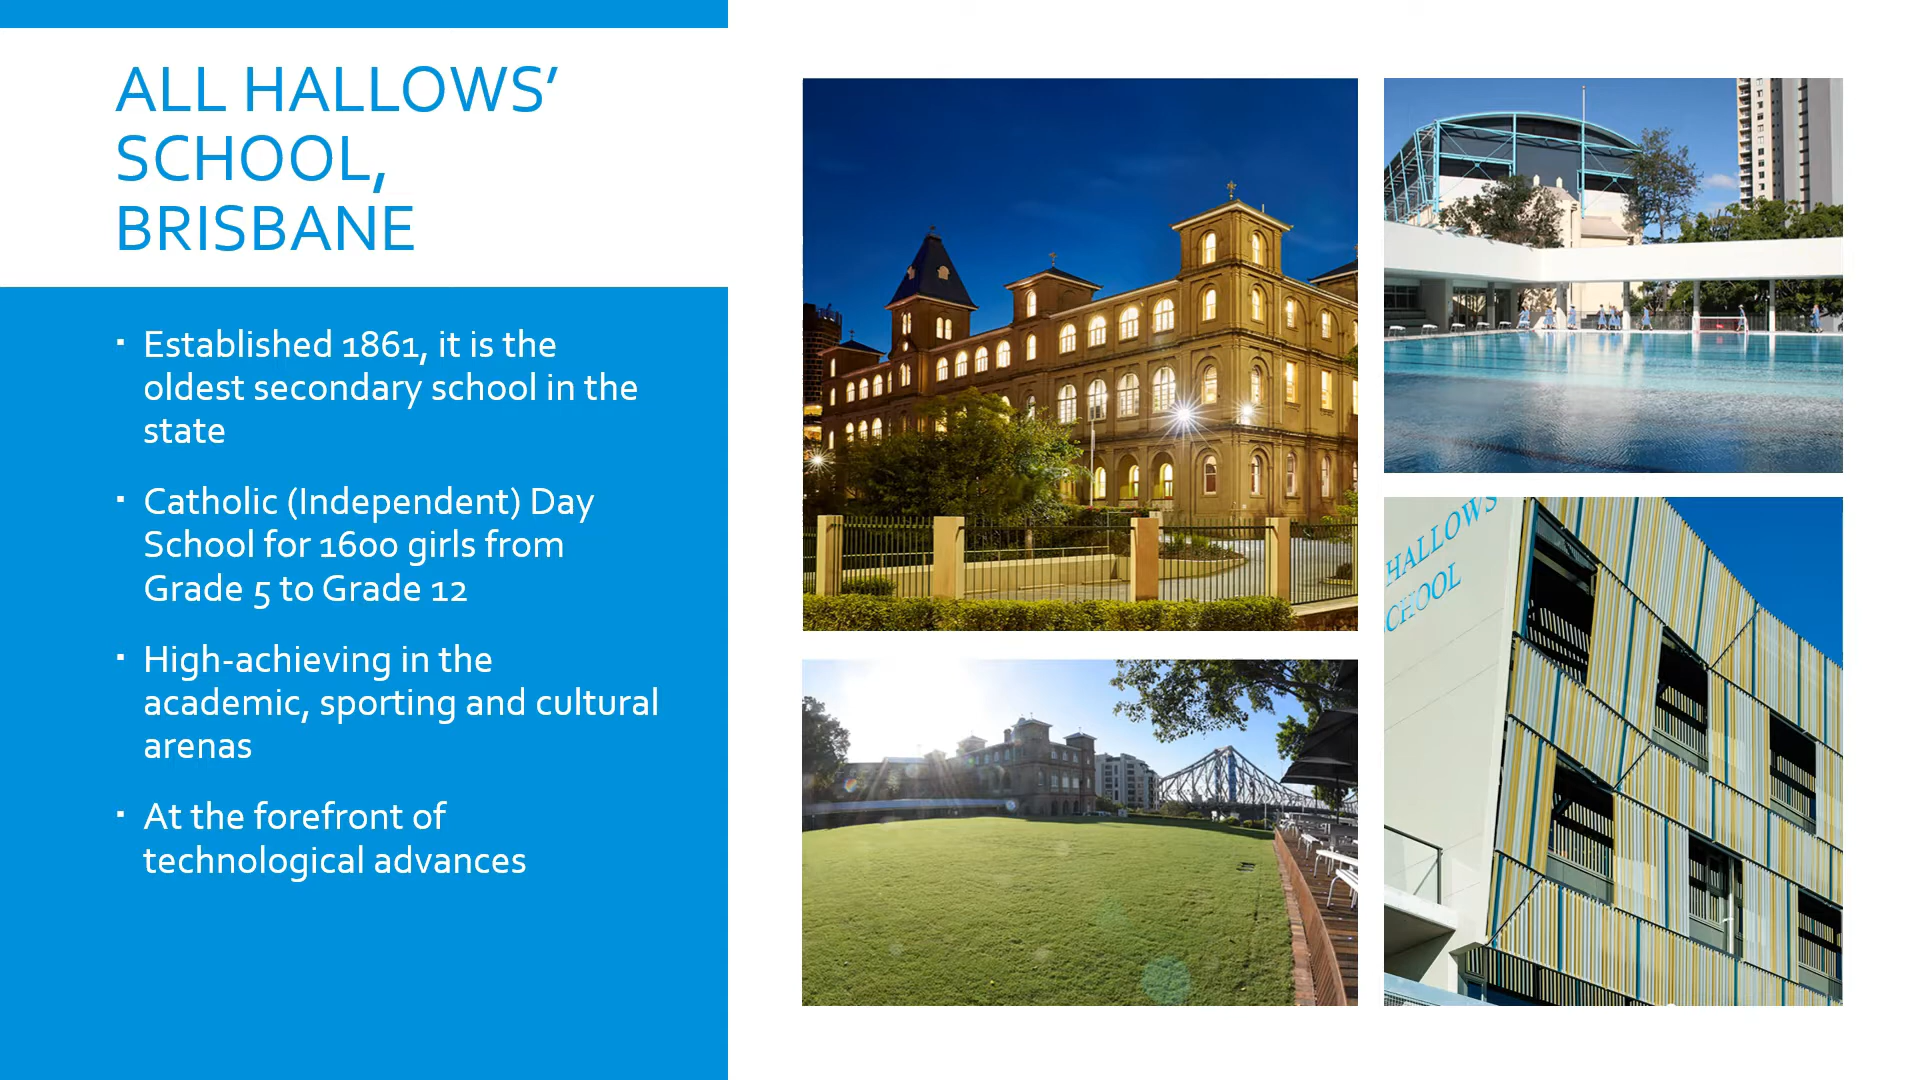 ALL HALLOWS’
SCHOOL,
BRISBANE
▪ Established 1861, it is the
oldest secondary school in the
state
▪ Catholic (Independent) Day
School for 1600 girls from
Grade 5 to Grade 12
▪ High-achieving in the
academic, sporting and cultural
arenas
▪ At the forefront of
technological advances
HALLOWS
SCHOOL